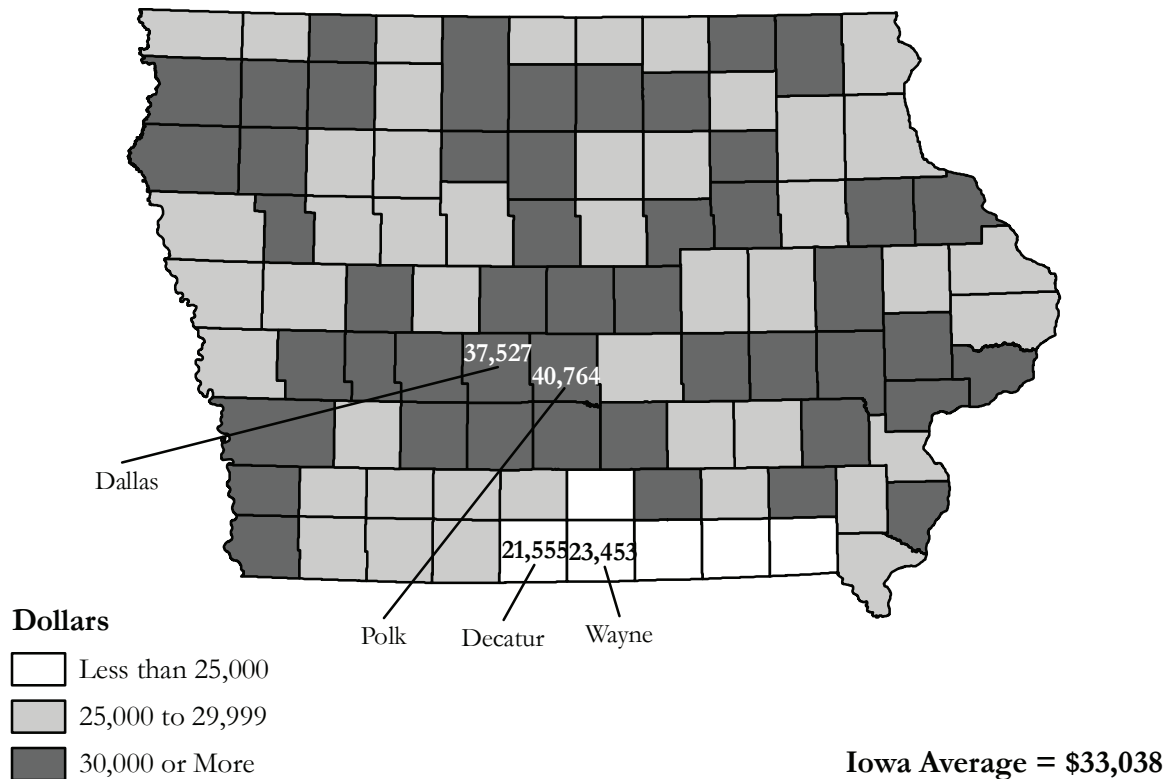 37,527
40,764
Dallas
21,555
23,453
Polk
Decatur
Wayne
Dollars
Less than 25,000
25,000 to 29,999
30,000 or More
Iowa Average = $33,038